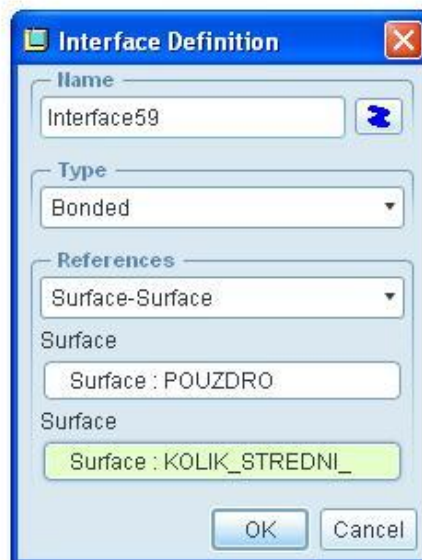 Interface Definition
Name
Interface59
Type
Bonded
References
Surface-Surface
Surface
Surface : POUZDRO
Surface
Surface : KOLIK_STREDNI_
OK Cancel